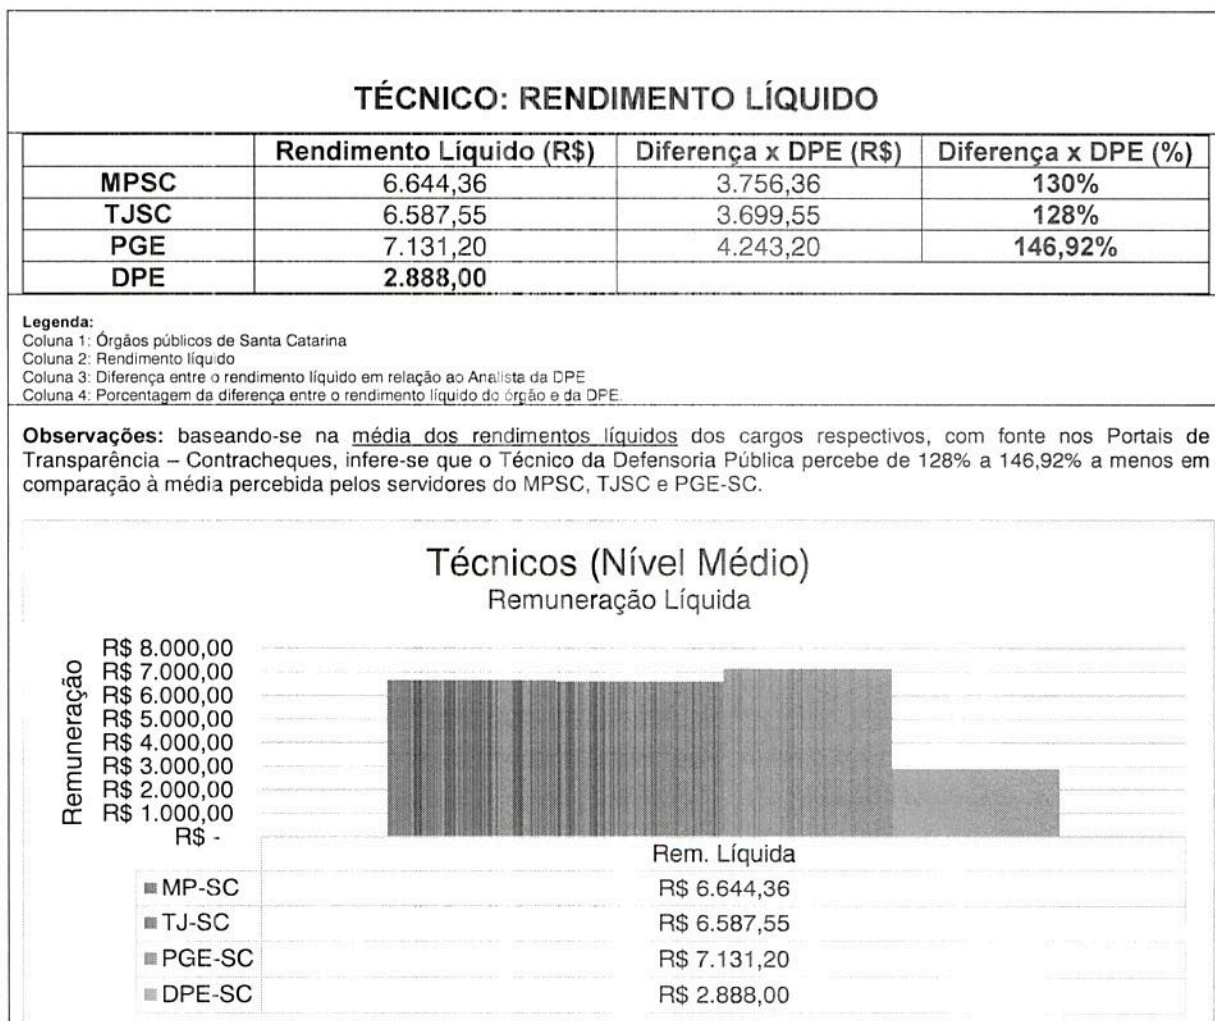 TÉCNICO: RENDIMENTO LÍQUIDO
Rendimento Líquido (R$) Diferença x DPE (R$) Diferença x DPE (%)
MPSC 6.644,36 3.756,36 130%
TJSC 6.587,55 3.699,55 128%
PGE 7.131,20 4.243,20 146,92%
DPE 2.888,00
Legenda:
Coluna 1: Órgãos públicos de Santa Catarina
Coluna 2: Rendimento líquido
Coluna 3: Diferença entre o rendimento líquido em relação ao Analista da DPE
Coluna 4: Porcentagem da diferença entre o rendimento líquido do órgão e da DPE.
Observações: baseando-se na média dos rendimentos líquidos dos cargos respectivos, com fonte nos Portais de
Transparência – Contracheques, infere-se que o Técnico da Defensoria Pública percebe de 128% a 146,92% a menos em
comparação à média percebida pelos servidores do MPSC, TJSC e PGE-SC.
Técnicos (Nível Médio)
Remuneração Líquida
Remuneração
R$ 8.000,00
R$ 7.000,00
R$ 6.000,00
R$ 5.000,00
R$ 4.000,00
R$ 3.000,00
R$ 2.000,00
R$ 1.000,00
R$ -
Rem. Líquida
MP-SC R$ 6.644,36
TJ-SC R$ 6.587,55
PGE-SC R$ 7.131,20
DPE-SC R$ 2.888,00